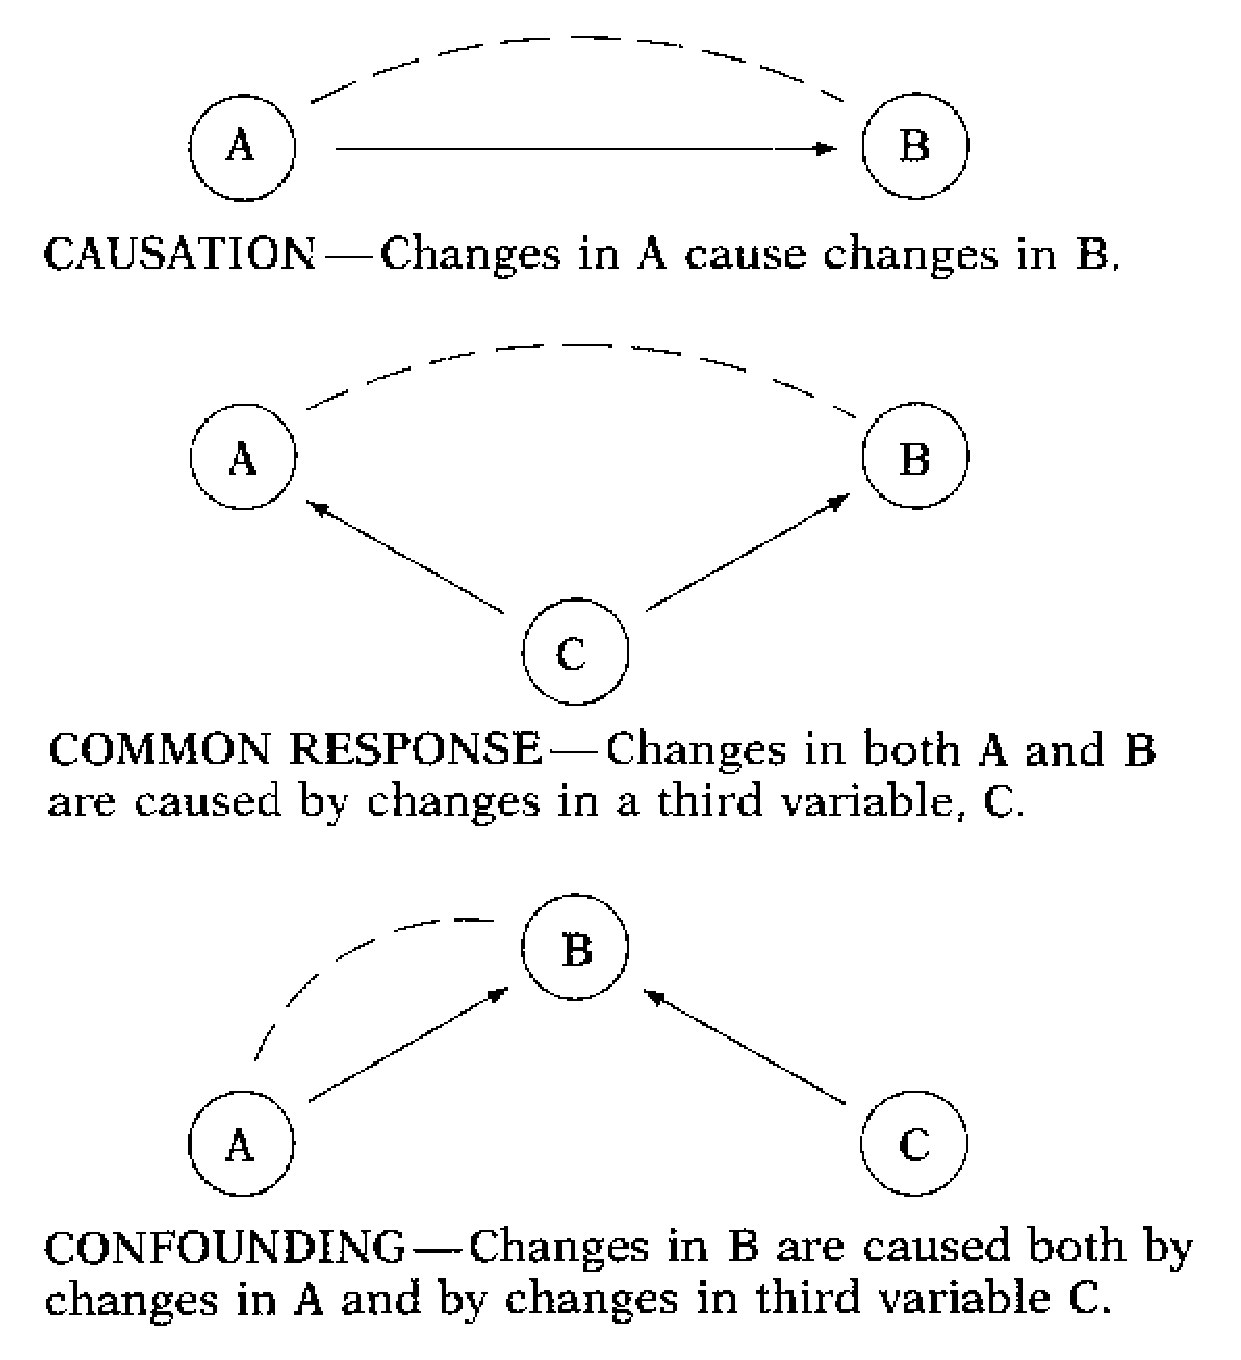 A B
CAUSATION—Changes in A cause changes in B.
A B
C
COMMON RESPONSE—Changes in both A and B
are caused by changes in a third variable, C.
B
A C
CONFOUNDING—Changes in B are caused both by
changes in A and by changes in third variable C.